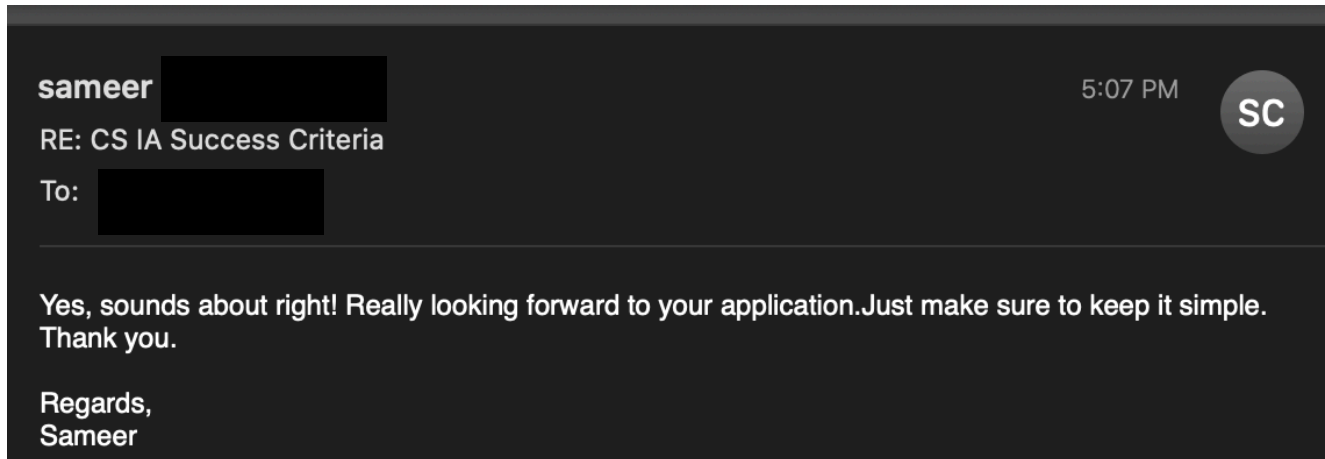 sameer
5:07 PM
SC
RE: CS IA Success Criteria
To:
Yes, sounds about right! Really looking forward to your application.Just make sure to keep it simple.
Thank you.
Regards,
Sameer